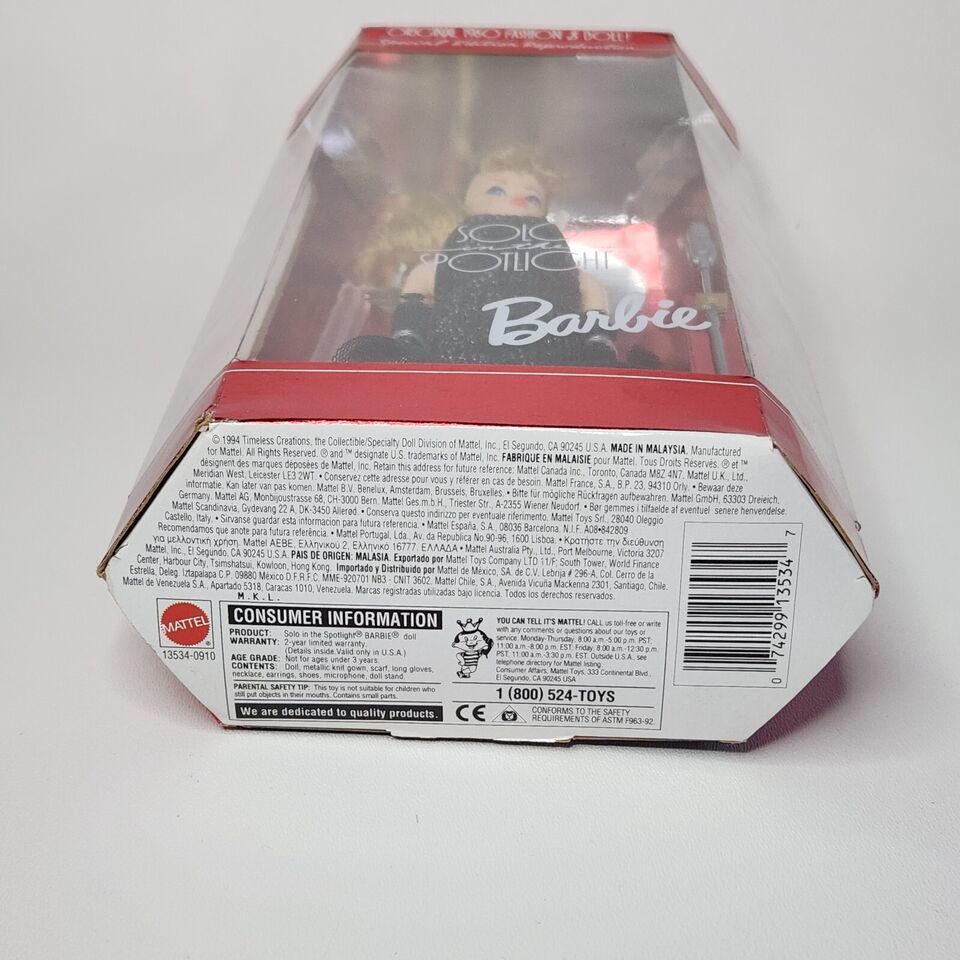 ORIGINAL 1960 FASHION & DOLL!
Special Edition Reproduction
SOLO
in the
SPOTLIGHT
Barbie
© 1994 Timeless Creations, the Collectible/Specialty Doll Division of Mattel, Inc., El Segundo, CA 90245 U.S.A. MADE IN MALAYSIA. Manufactured
for Mattel. All Rights Reserved. ® and ™ designate U.S. trademarks of Mattel, Inc. FABRIQUE EN MALAISIE pour Mattel. Tous Droits Réservés. ® et ™
désignent des marques déposées de Mattel, Inc. Retain this address for future reference: Mattel Canada Inc., Toronto, Canada M8Z 4N7. Mattel U.K., Ltd.,
Meridian West, Leicester LE3 2WT. • Conservez cette adresse pour vous y référer en cas de besoin. Mattel France, S.A., B.P. 23, 94310 Orly. • Bewaar deze
informatie. Kan later van pas komen. Mattel B.V. Benelux, Amsterdam, Brussels, Bruxelles. • Bitte für mögliche Rückfragen aufbewahren. Mattel GmbH, 63303 Dreieich,
Germany. Mattel AG, Monbijoustrasse 68, CH-3000 Bern. Mattel Ges.m.b.H., Triester Str., A-2355 Wiener Neudorf. • Bør gemmes i tilfælde af eventuel senere henvendelse.
Mattel Scandinavia, Gydevang 22 A, DK-3450 Allerød. • Conserva questo indirizzo per eventuale riferimento. Mattel Toys Srl., 28040 Oleggio
Castello, Italy. • Sirvanse guardar esta informacion para futura referencia. • Mattel España, S.A., 08036 Barcelona. N.I.F. A08-842809
Recomendamos que anote para futura referência. • Mattel Portugal, Lda., Av. da Republica No.90-96, 1600 Lisboa. • Κρατήστε την διεύθυνση
για μελλοντική χρήση. Mattel AEBE, Ελληνικού 2, Ελληνικό 16777. ΕΛΛΑΔΑ • Mattel Australia Pty., Ltd., Port Melbourne, Victoria 3207
Mattel, Inc., El Segundo, CA 90245 U.S.A. PAIS DE ORIGEN: MALASIA. Exportado por Mattel Toys Company LTD 11/F; South Tower, World Finance
Center, Harbour City, Tsimshatsui, Kowloon, Hong Kong. Importado y Distribuido por Mattel de México, SA. de C.V. Lebrija # 296-A, Col. Cerro de la
Estrella, Deleg. Iztapalapa C.P. 09880 Mexico D.F.R.F.C. MME-920701 NB3 - CNIT 3602. Mattel Chile, S.A., Avenida Vicuña Mackenna 2301, Santiago, Chile.
Mattel de Venezuela S.A., Apartado 5318, Caracas 1010, Venezuela. Marcas registradas utilizadas bajo licencia. Todos los derechos reservados.
M.K.L.
MATTEL
13534-0910
CONSUMER INFORMATION
PRODUCT: Solo in the Spotlight® BARBIE® doll
WARRANTY: 2-year limited warranty.
(Details inside.Valid only in U.S.A.)
AGE GRADE: Not for ages under 3 years.
CONTENTS: Doll, metallic knit gown, scarf, long gloves,
necklace, earrings, shoes, microphone, doll stand.
PARENTAL SAFETY TIP: This toy is not suitable for children who
still put objects in their mouths. Contains small parts.
We are dedicated to quality products.
YOU CAN TELL IT'S MATTEL! CALL us toll-free or write
with any comments or questions about our toys or
service. Monday-Thursday, 8:00 a.m.-5:00 p.m. PST;
11:00 a.m.-8:00 p.m. EST: Friday, 8:00 a.m.-12:30 p.m.
PST, 11:00 a.m.-3:30 p.m. EST. Outside U.S.A., see
telephone directory for Mattel listing.
Consumer Affairs, Mattel Toys, 333 Continental Blvd.,
El Segundo, CA 90245 USA
1 (800) 524-TOYS
CE
CONFORMS TO THE SAFETY
REQUIREMENTS OF ASTM F963-92.
0 74299 13534 7